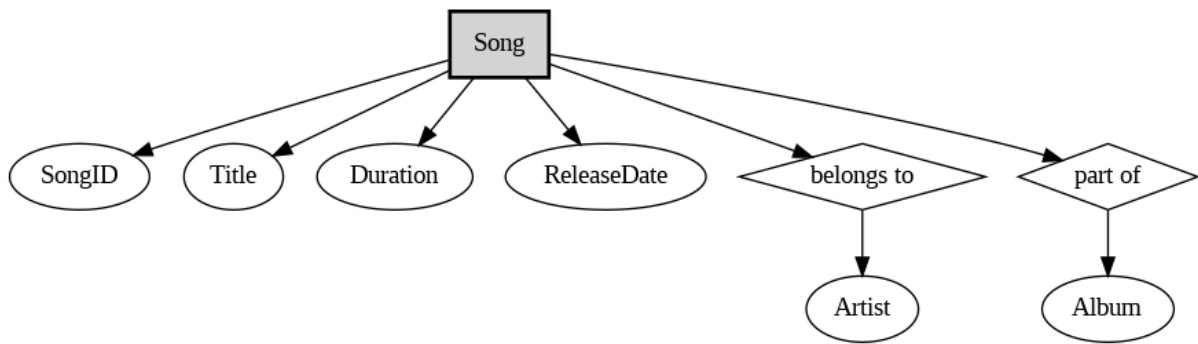 Song
SongID
Title
Duration
ReleaseDate
belongs to
part of
Artist
Album